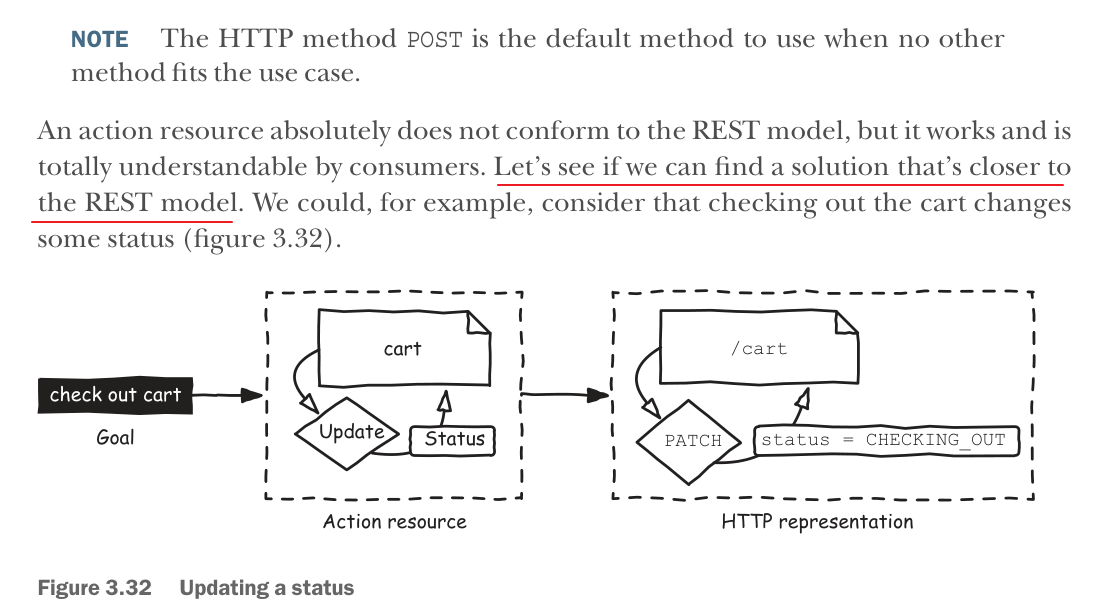 NOTE The HTTP method POST is the default method to use when no other
method fits the use case.
An action resource absolutely does not conform to the REST model, but it works and is
totally understandable by consumers. Let’s see if we can find a solution that’s closer to
the REST model. We could, for example, consider that checking out the cart changes
some status (figure 3.32).
check out cart
Goal
cart
Update
Status
Action resource
/cart
PATCH
status = CHECKING_OUT
HTTP representation
Figure 3.32 Updating a status